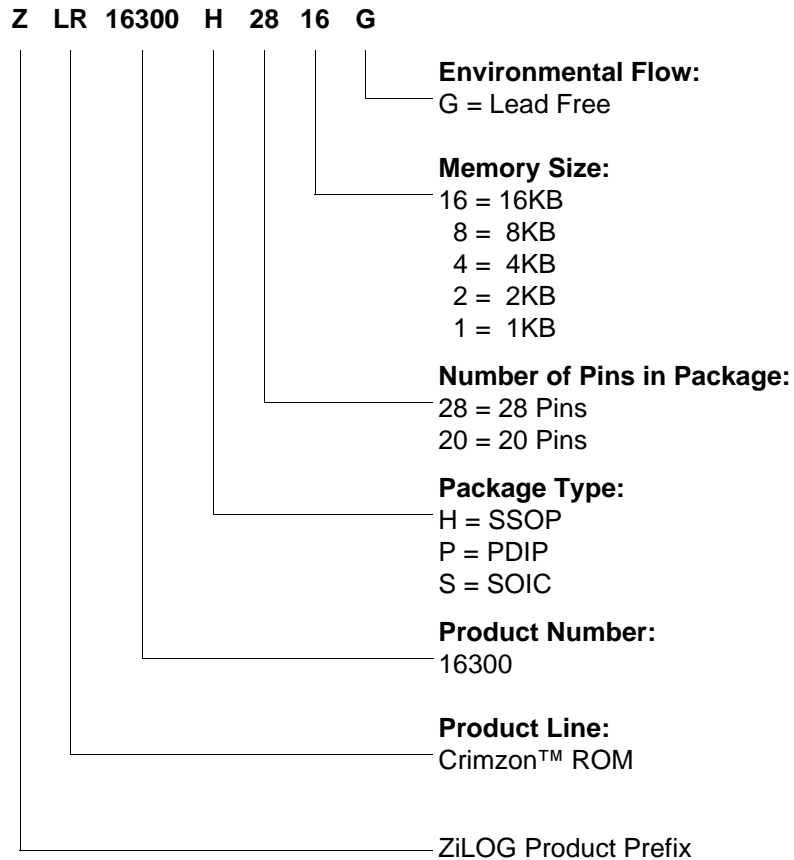 Z LR 16300 H 28 16 G
Environmental Flow:
G = Lead Free
Memory Size:
16 = 16KB
8 = 8KB
4 = 4KB
2 = 2KB
1 = 1KB
Number of Pins in Package:
28 = 28 Pins
20 = 20 Pins
Package Type:
H = SSOP
P = PDIP
S = SOIC
Product Number:
16300
Product Line:
Crimzon™ ROM
ZiLOG Product Prefix